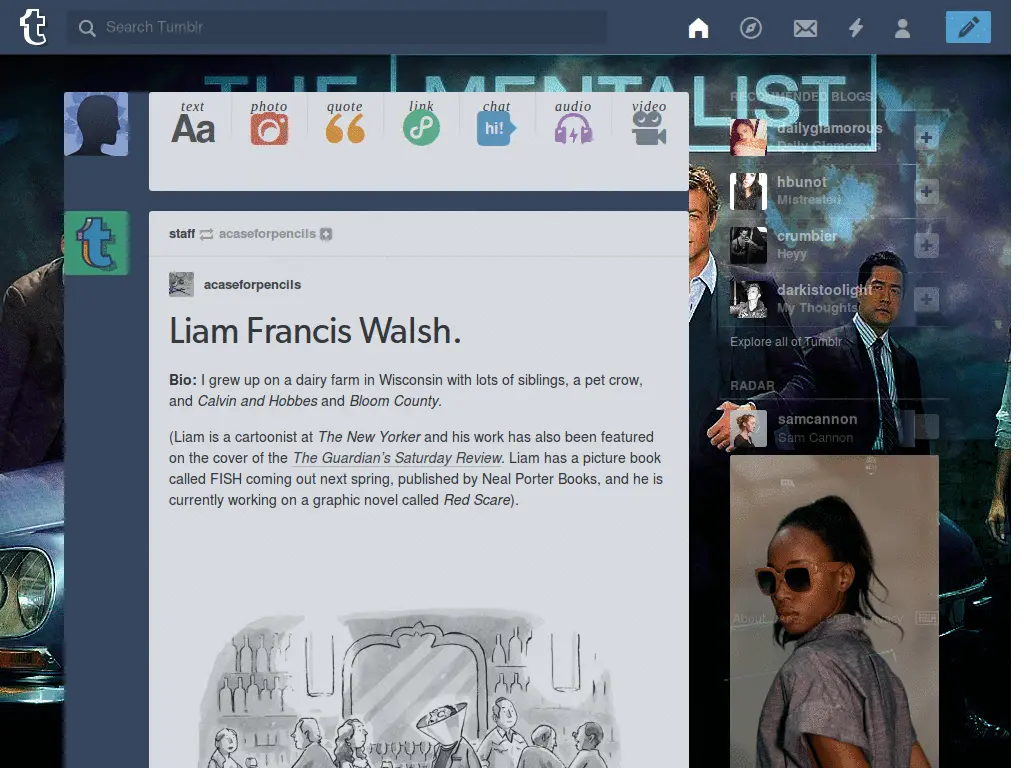 t Search Tumblr
THE MENTALIST
text photo quote link chat audio video
Aa hi!
t
staff acaseforpencils
acaseforpencils
Liam Francis Walsh.
Bio: I grew up on a dairy farm in Wisconsin with lots of siblings, a pet crow,
and Calvin and Hobbes and Bloom County.
(Liam is a cartoonist at The New Yorker and his work has also been featured
on the cover of the The Guardian's Saturday Review. Liam has a picture book
called FISH coming out next spring, published by Neal Porter Books, and he is
currently working on a graphic novel called Red Scare).
RECOMMENDED BLOGS
dailyglamorous
Daily Glamorous
hbunot
Mistreated
crumbier
Heyy
darkistoolight
My Thoughts
Explore all of Tumblr
RADAR
samcannon
Sam Cannon
About